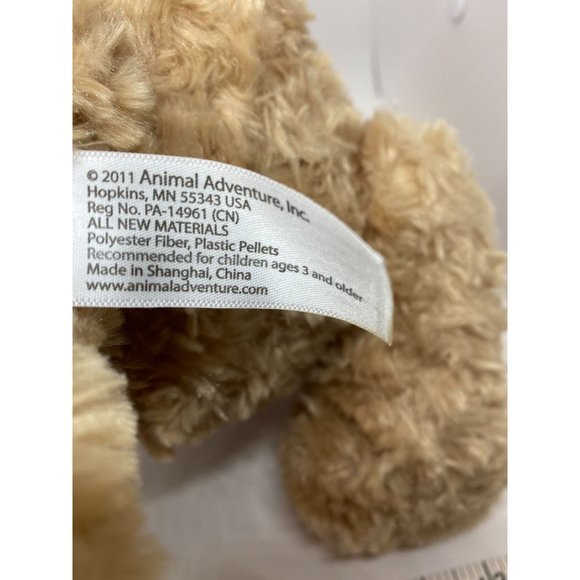 © 2011 Animal Adventure, Inc.
Hopkins, MN 55343 USA
Reg No. PA-14961 (CN)
ALL NEW MATERIALS
Polyester Fiber, Plastic Pellets
Recommended for children ages 3 and older
Made in Shanghai, China
www.animaladventure.com